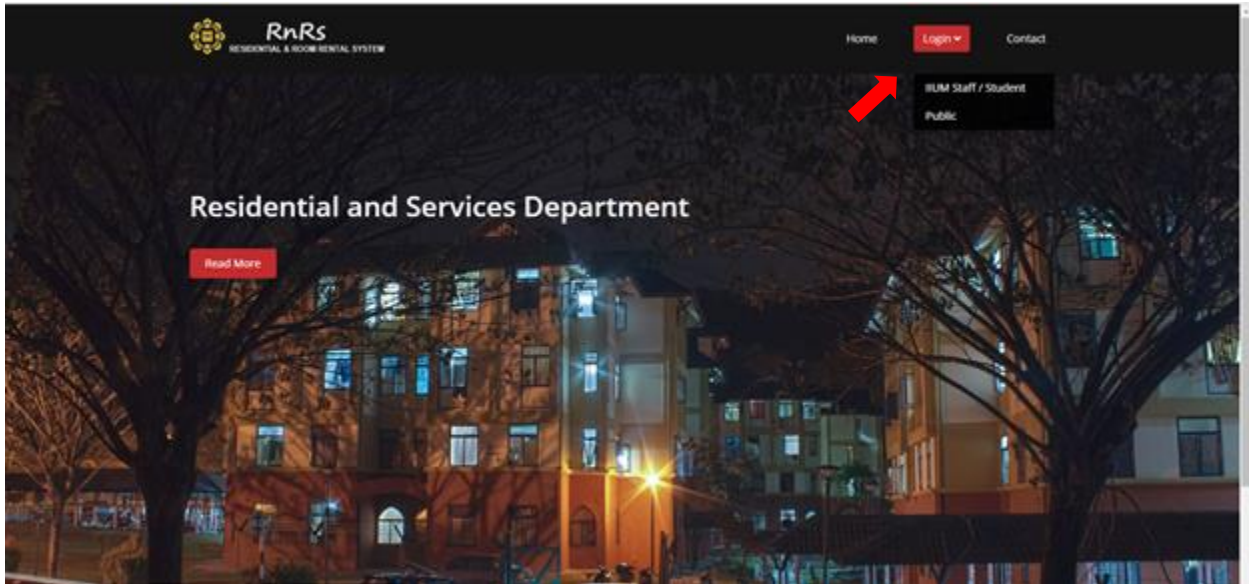 RnRs
RESIDENTIAL & ROOM RENTAL SYSTEM
Home
Login
Contact
IIUM Staff / Student
Public
Residential and Services Department
Read More